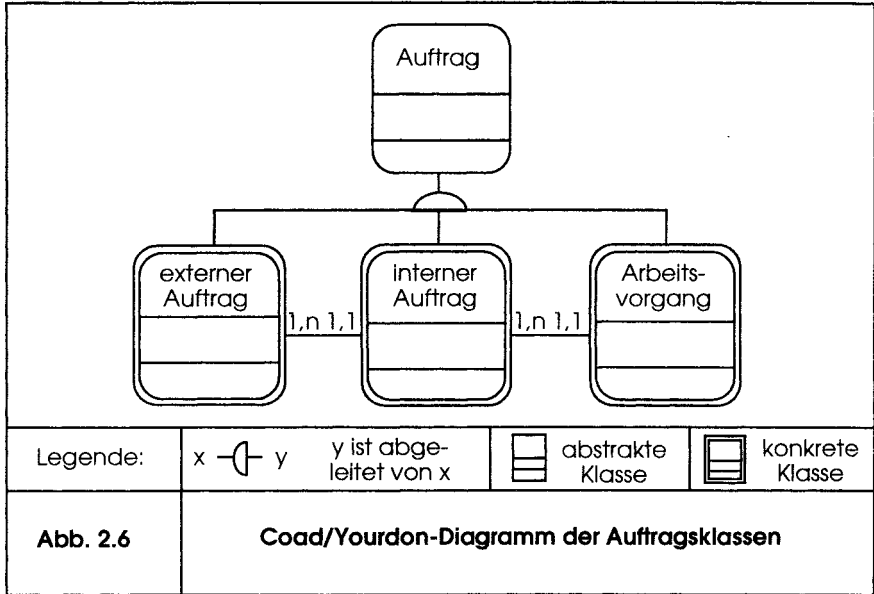 Auftrag
externer
Auftrag
interner
Auftrag
Arbeits-
vorgang
1,n 1,1
1,n 1,1
Legende:
x y
y ist abge-
leitet von x
abstrakte
Klasse
konkrete
Klasse
Abb. 2.6
Coad/Yourdon-Diagramm der Auftragsklassen